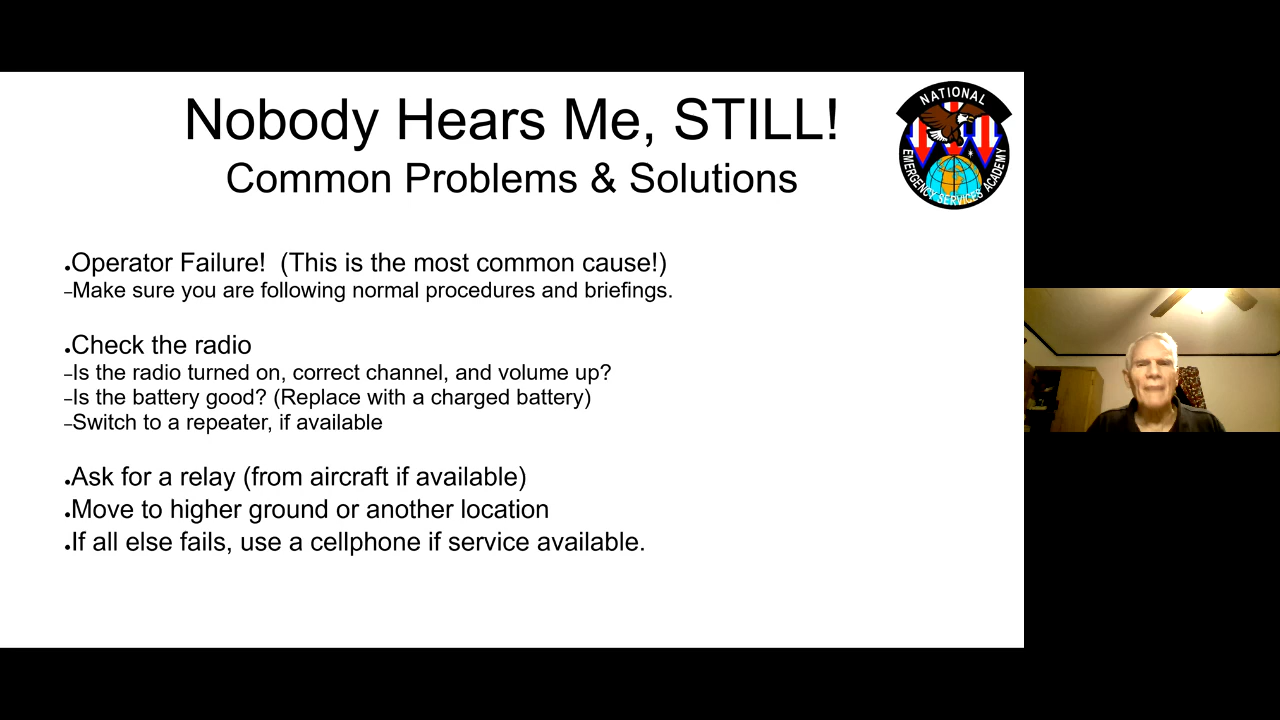 Nobody Hears Me, STILL!
Common Problems & Solutions
NATIONAL
EMERGENCY SERVICES ACADEMY
•Operator Failure!  (This is the most common cause!)
–Make sure you are following normal procedures and briefings.
•Check the radio
–Is the radio turned on, correct channel, and volume up?
–Is the battery good? (Replace with a charged battery)
–Switch to a repeater, if available
•Ask for a relay (from aircraft if available)
•Move to higher ground or another location
•If all else fails, use a cellphone if service available.